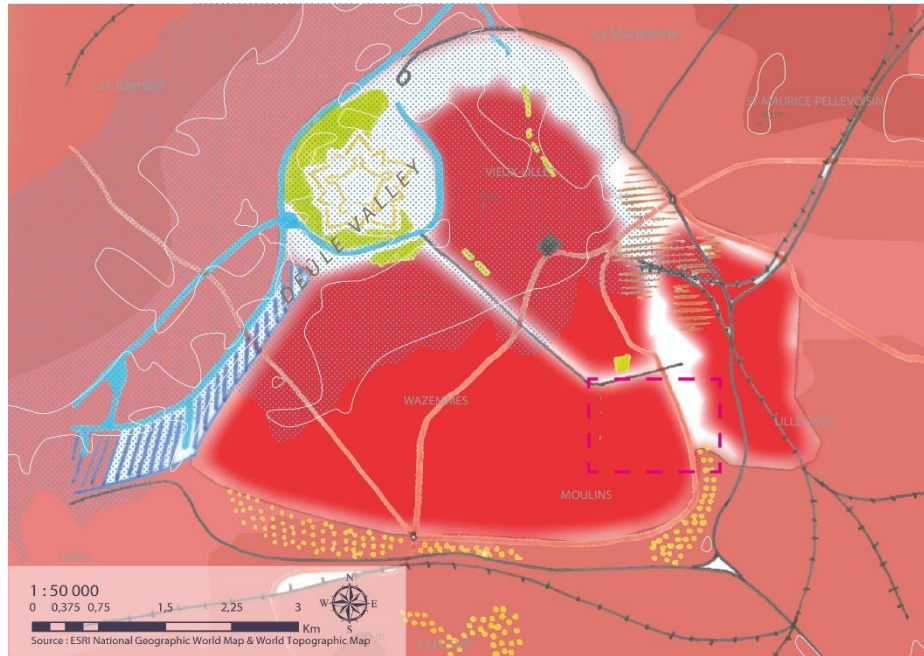 La Madeleine
Lambersart
ST MAURICE-PELLEVOISIN
VIEUX-LILLE
DEULE VALLEY
WAZEMMES
LILLE-FIVES
MOULINS
1 : 50 000
0 0,375 0,75 1,5 2,25 3
Km
N
W E
S
Source : ESRI National Geographic World Map & World Topographic Map